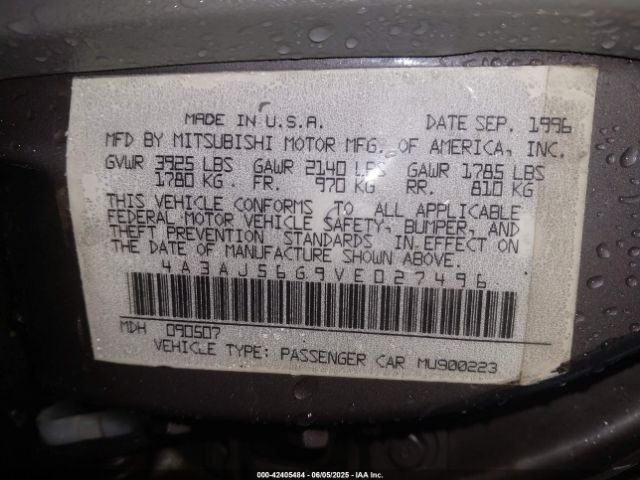 MADE IN U.S.A. DATE SEP. 1996
MFD BY MITSUBISHI MOTOR MFG. OF AMERICA, INC.
GVWR 3925 LBS GAWR 2140 LBS GAWR 1785 LBS
1780 KG FR. 970 KG RR. 810 KG
THIS VEHICLE CONFORMS TO ALL APPLICABLE
FEDERAL MOTOR VEHICLE SAFETY, BUMPER, AND
THEFT PREVENTION STANDARDS IN EFFECT ON
THE DATE OF MANUFACTURE SHOWN ABOVE.
4A3AJ56G9VE027496
MDH 090507
VEHICLE TYPE: PASSENGER CAR MU900223
000-42405484 - 06/05/2025 - IAA Inc.